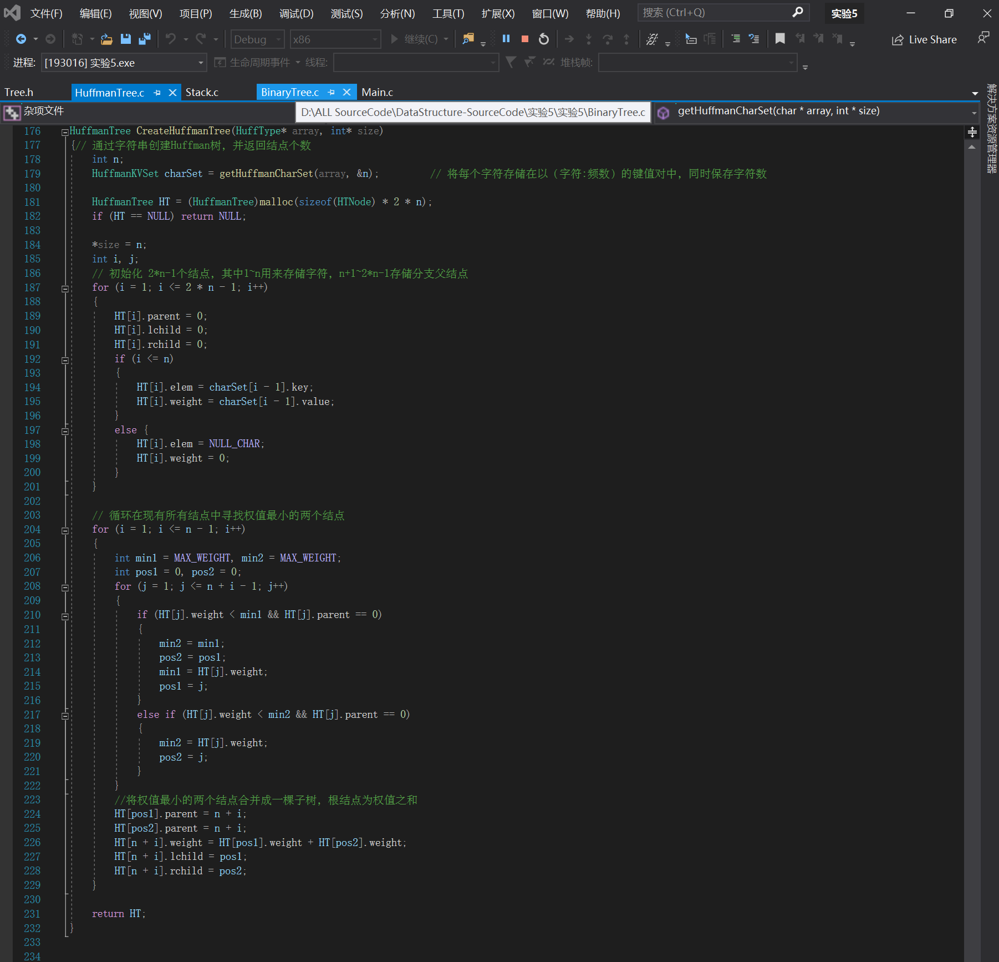 文件(F) 编辑(E) 视图(V) 项目(P) 生成(B) 调试(D) 测试(S) 分析(N) 工具(T) 扩展(X) 窗口(W) 帮助(H) 搜索 (Ctrl+Q) 实验5
Debug x86 继续(C) Live Share
进程: [193016] 实验5.exe 生命周期事件 线程: 堆栈帧:
Tree.h HuffmanTree.c Stack.c BinaryTree.c Main.c
杂项文件 D:\ALL SourceCode\DataStructure-SourceCode\实验5\实验5\BinaryTree.c getHuffmanCharSet(char * array, int * size)
解决方案资源管理器
176 HuffmanTree CreateHuffmanTree(HuffType* array, int* size)
177 {// 通过字符串创建Huffman树，并返回结点个数
178 int n;
179 HuffmanKVSet charSet = getHuffmanCharSet(array, &n); // 将每个字符存储在以（字符:频数）的键值对中，同时保存字符数
180
181 HuffmanTree HT = (HuffmanTree)malloc(sizeof(HTNode) * 2 * n);
182 if (HT == NULL) return NULL;
183
184 *size = n;
185 int i, j;
186 // 初始化 2*n-1个结点，其中1~n用来存储字符，n+1~2*n-1存储分支父结点
187 for (i = 1; i <= 2 * n - 1; i++)
188 {
189 HT[i].parent = 0;
190 HT[i].lchild = 0;
191 HT[i].rchild = 0;
192 if (i <= n)
193 {
194 HT[i].elem = charSet[i - 1].key;
195 HT[i].weight = charSet[i - 1].value;
196 }
197 else {
198 HT[i].elem = NULL_CHAR;
199 HT[i].weight = 0;
200 }
201 }
202
203 // 循环在现有所有结点中寻找权值最小的两个结点
204 for (i = 1; i <= n - 1; i++)
205 {
206 int min1 = MAX_WEIGHT, min2 = MAX_WEIGHT;
207 int pos1 = 0, pos2 = 0;
208 for (j = 1; j <= n + i - 1; j++)
209 {
210 if (HT[j].weight < min1 && HT[j].parent == 0)
211 {
212 min2 = min1;
213 pos2 = pos1;
214 min1 = HT[j].weight;
215 pos1 = j;
216 }
217 else if (HT[j].weight < min2 && HT[j].parent == 0)
218 {
219 min2 = HT[j].weight;
220 pos2 = j;
221 }
222 }
223 //将权值最小的两个结点合并成一棵子树，根结点为权值之和
224 HT[pos1].parent = n + i;
225 HT[pos2].parent = n + i;
226 HT[n + i].weight = HT[pos1].weight + HT[pos2].weight;
227 HT[n + i].lchild = pos1;
228 HT[n + i].rchild = pos2;
229 }
230
231 return HT;
232 }
233
234